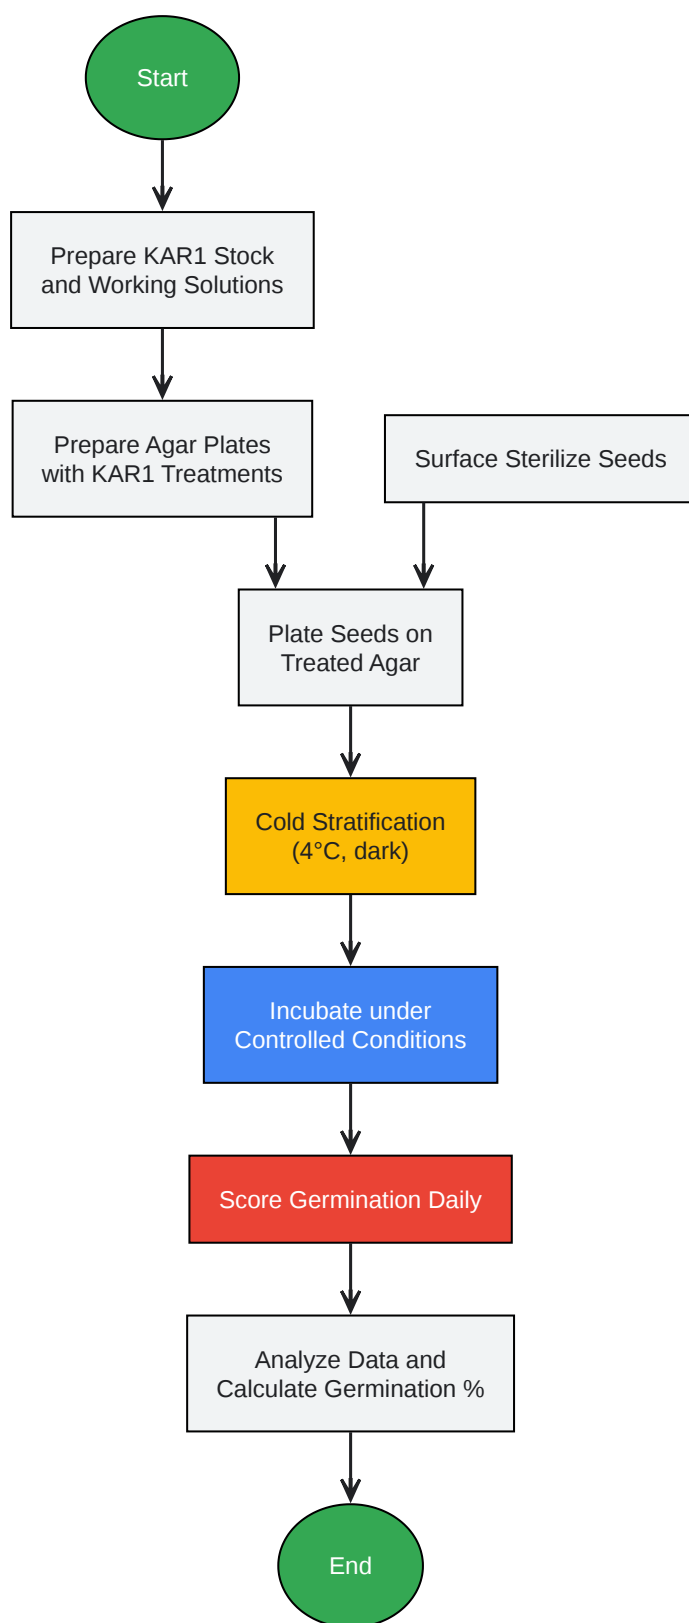 Start
Prepare KAR1 Stock
and Working Solutions
Prepare Agar Plates
with KAR1 Treatments
Surface Sterilize Seeds
Plate Seeds on
Treated Agar
Cold Stratification
(4°C, dark)
Incubate under
Controlled Conditions
Score Germination Daily
Analyze Data and
Calculate Germination %
End